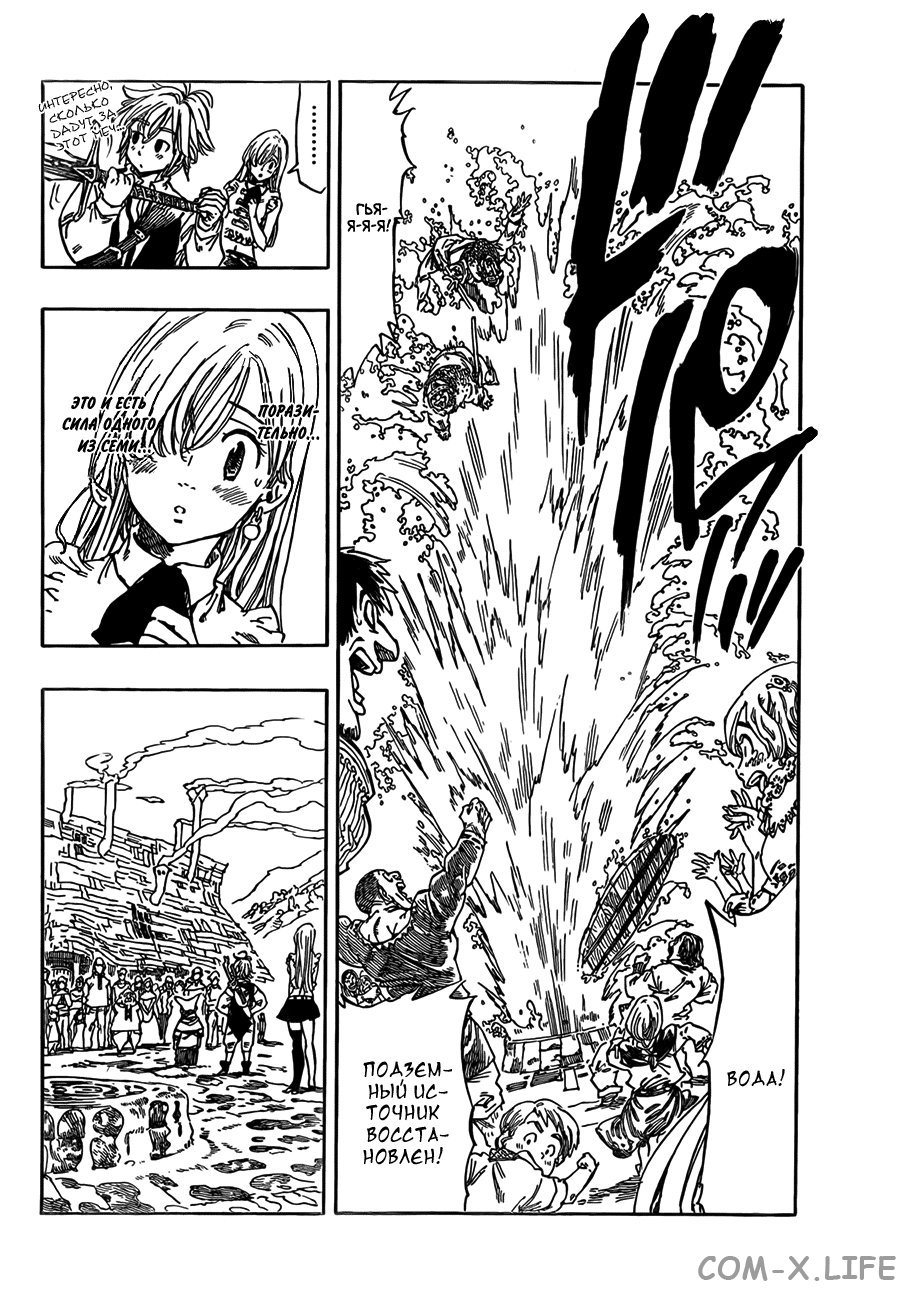 ГЬЯ-
Я-Я-Я!
ВОДА!
ПОДЗЕМ-
НЫЙ ИС-
ТОЧНИК
ВОССТА-
НОВЛЕН!
.........
ИНТЕРЕСНО,
СКОЛЬКО
ДАДУТ ЗА
ЭТОТ МЕЧ...
ПОРАЗИ-
ТЕЛЬНО...
ЭТО И ЕСТЬ
СИЛА ОДНОГО
ИЗ СЕМИ...
COM-X.LIFE